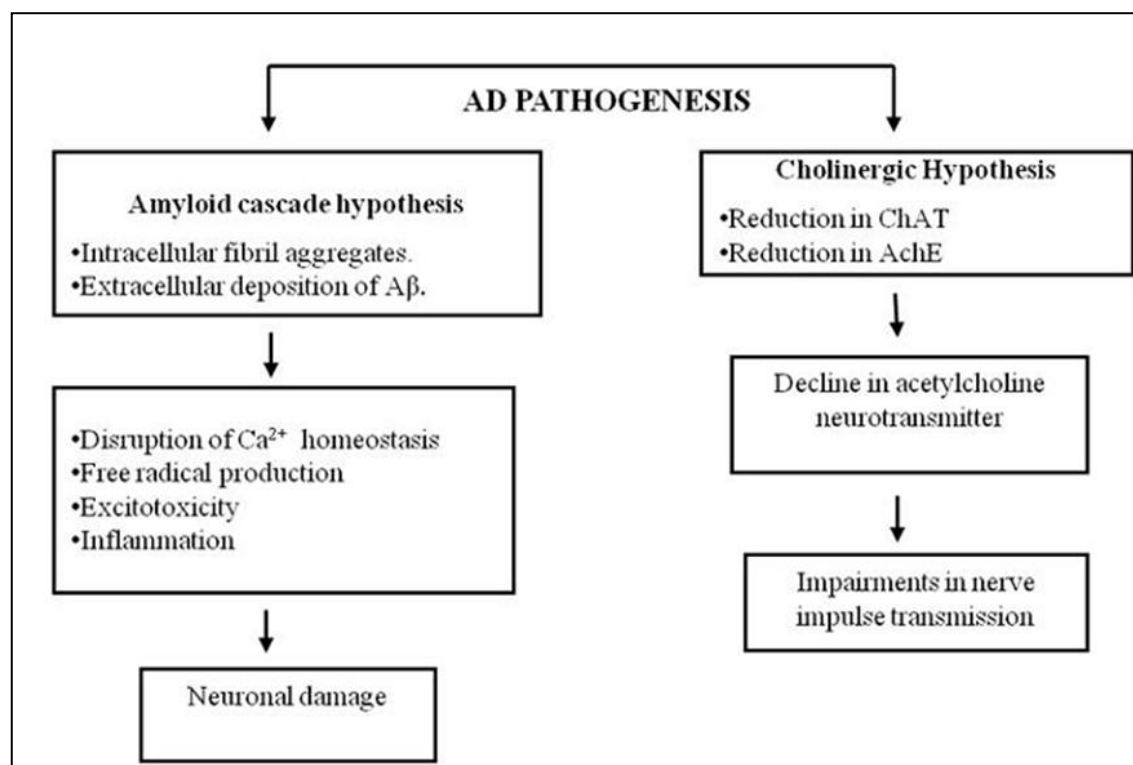 AD PATHOGENESIS
Amyloid cascade hypothesis
•Intracellular fibril aggregates.
•Extracellular deposition of Aβ.
•Disruption of Ca²⁺ homeostasis
•Free radical production
•Excitotoxicity
•Inflammation
Neuronal damage
Cholinergic Hypothesis
•Reduction in ChAT
•Reduction in AchE
Decline in acetylcholine
neurotransmitter
Impairments in nerve
impulse transmission